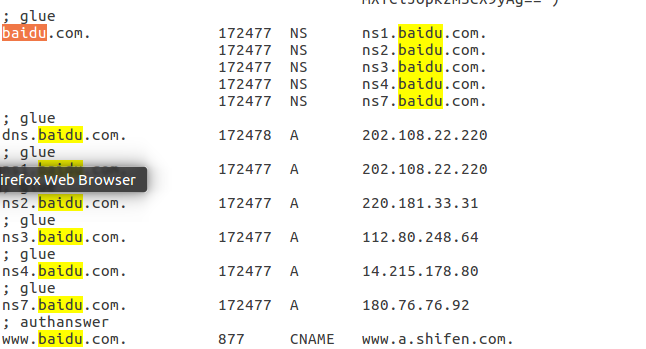 ; glue
baidu.com. 172477 NS ns1.baidu.com.
172477 NS ns2.baidu.com.
172477 NS ns3.baidu.com.
172477 NS ns4.baidu.com.
172477 NS ns7.baidu.com.
; glue
dns.baidu.com. 172478 A 202.108.22.220
; glue
172477 A 202.108.22.220
irefox Web Browser
ns2.baidu.com. 172477 A 220.181.33.31
; glue
ns3.baidu.com. 172477 A 112.80.248.64
; glue
ns4.baidu.com. 172477 A 14.215.178.80
; glue
ns7.baidu.com. 172477 A 180.76.76.92
; authanswer
www.baidu.com. 877 CNAME www.a.shifen.com.